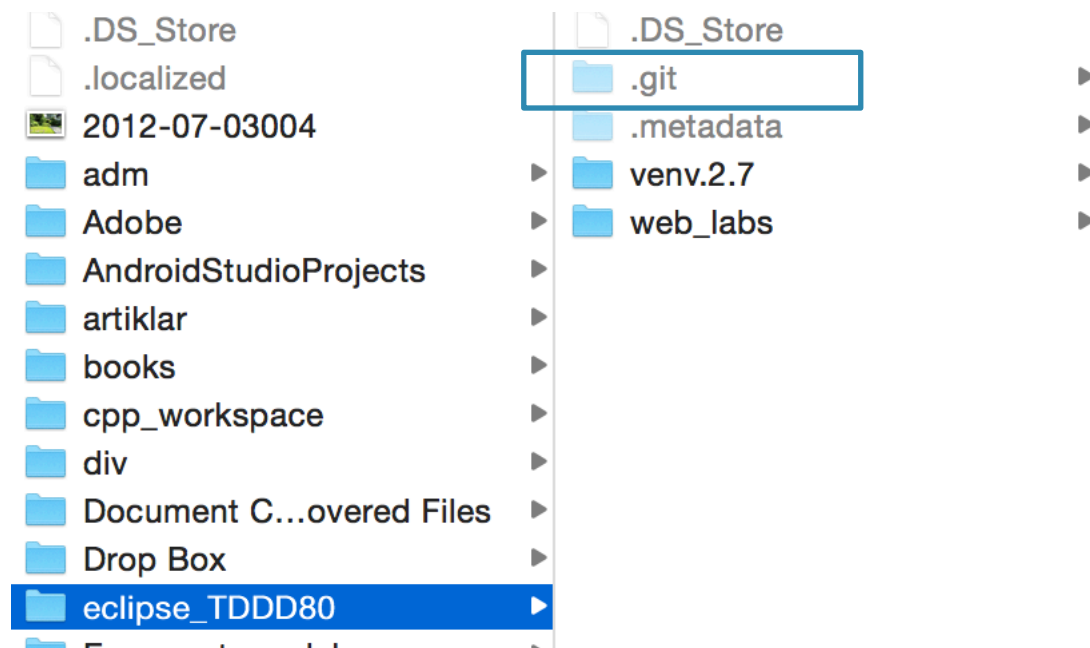 .DS_Store
.localized
2012-07-03004
adm
Adobe
AndroidStudioProjects
artiklar
books
cpp_workspace
div
Document C...overed Files
Drop Box
eclipse_TDDD80
.DS_Store
.git
.metadata
venv.2.7
web_labs